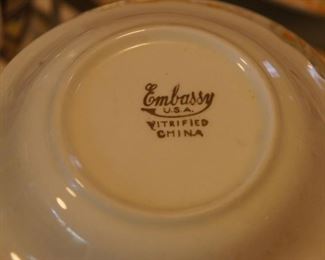 Embassy
U.S.A.
VITRIFIED
CHINA